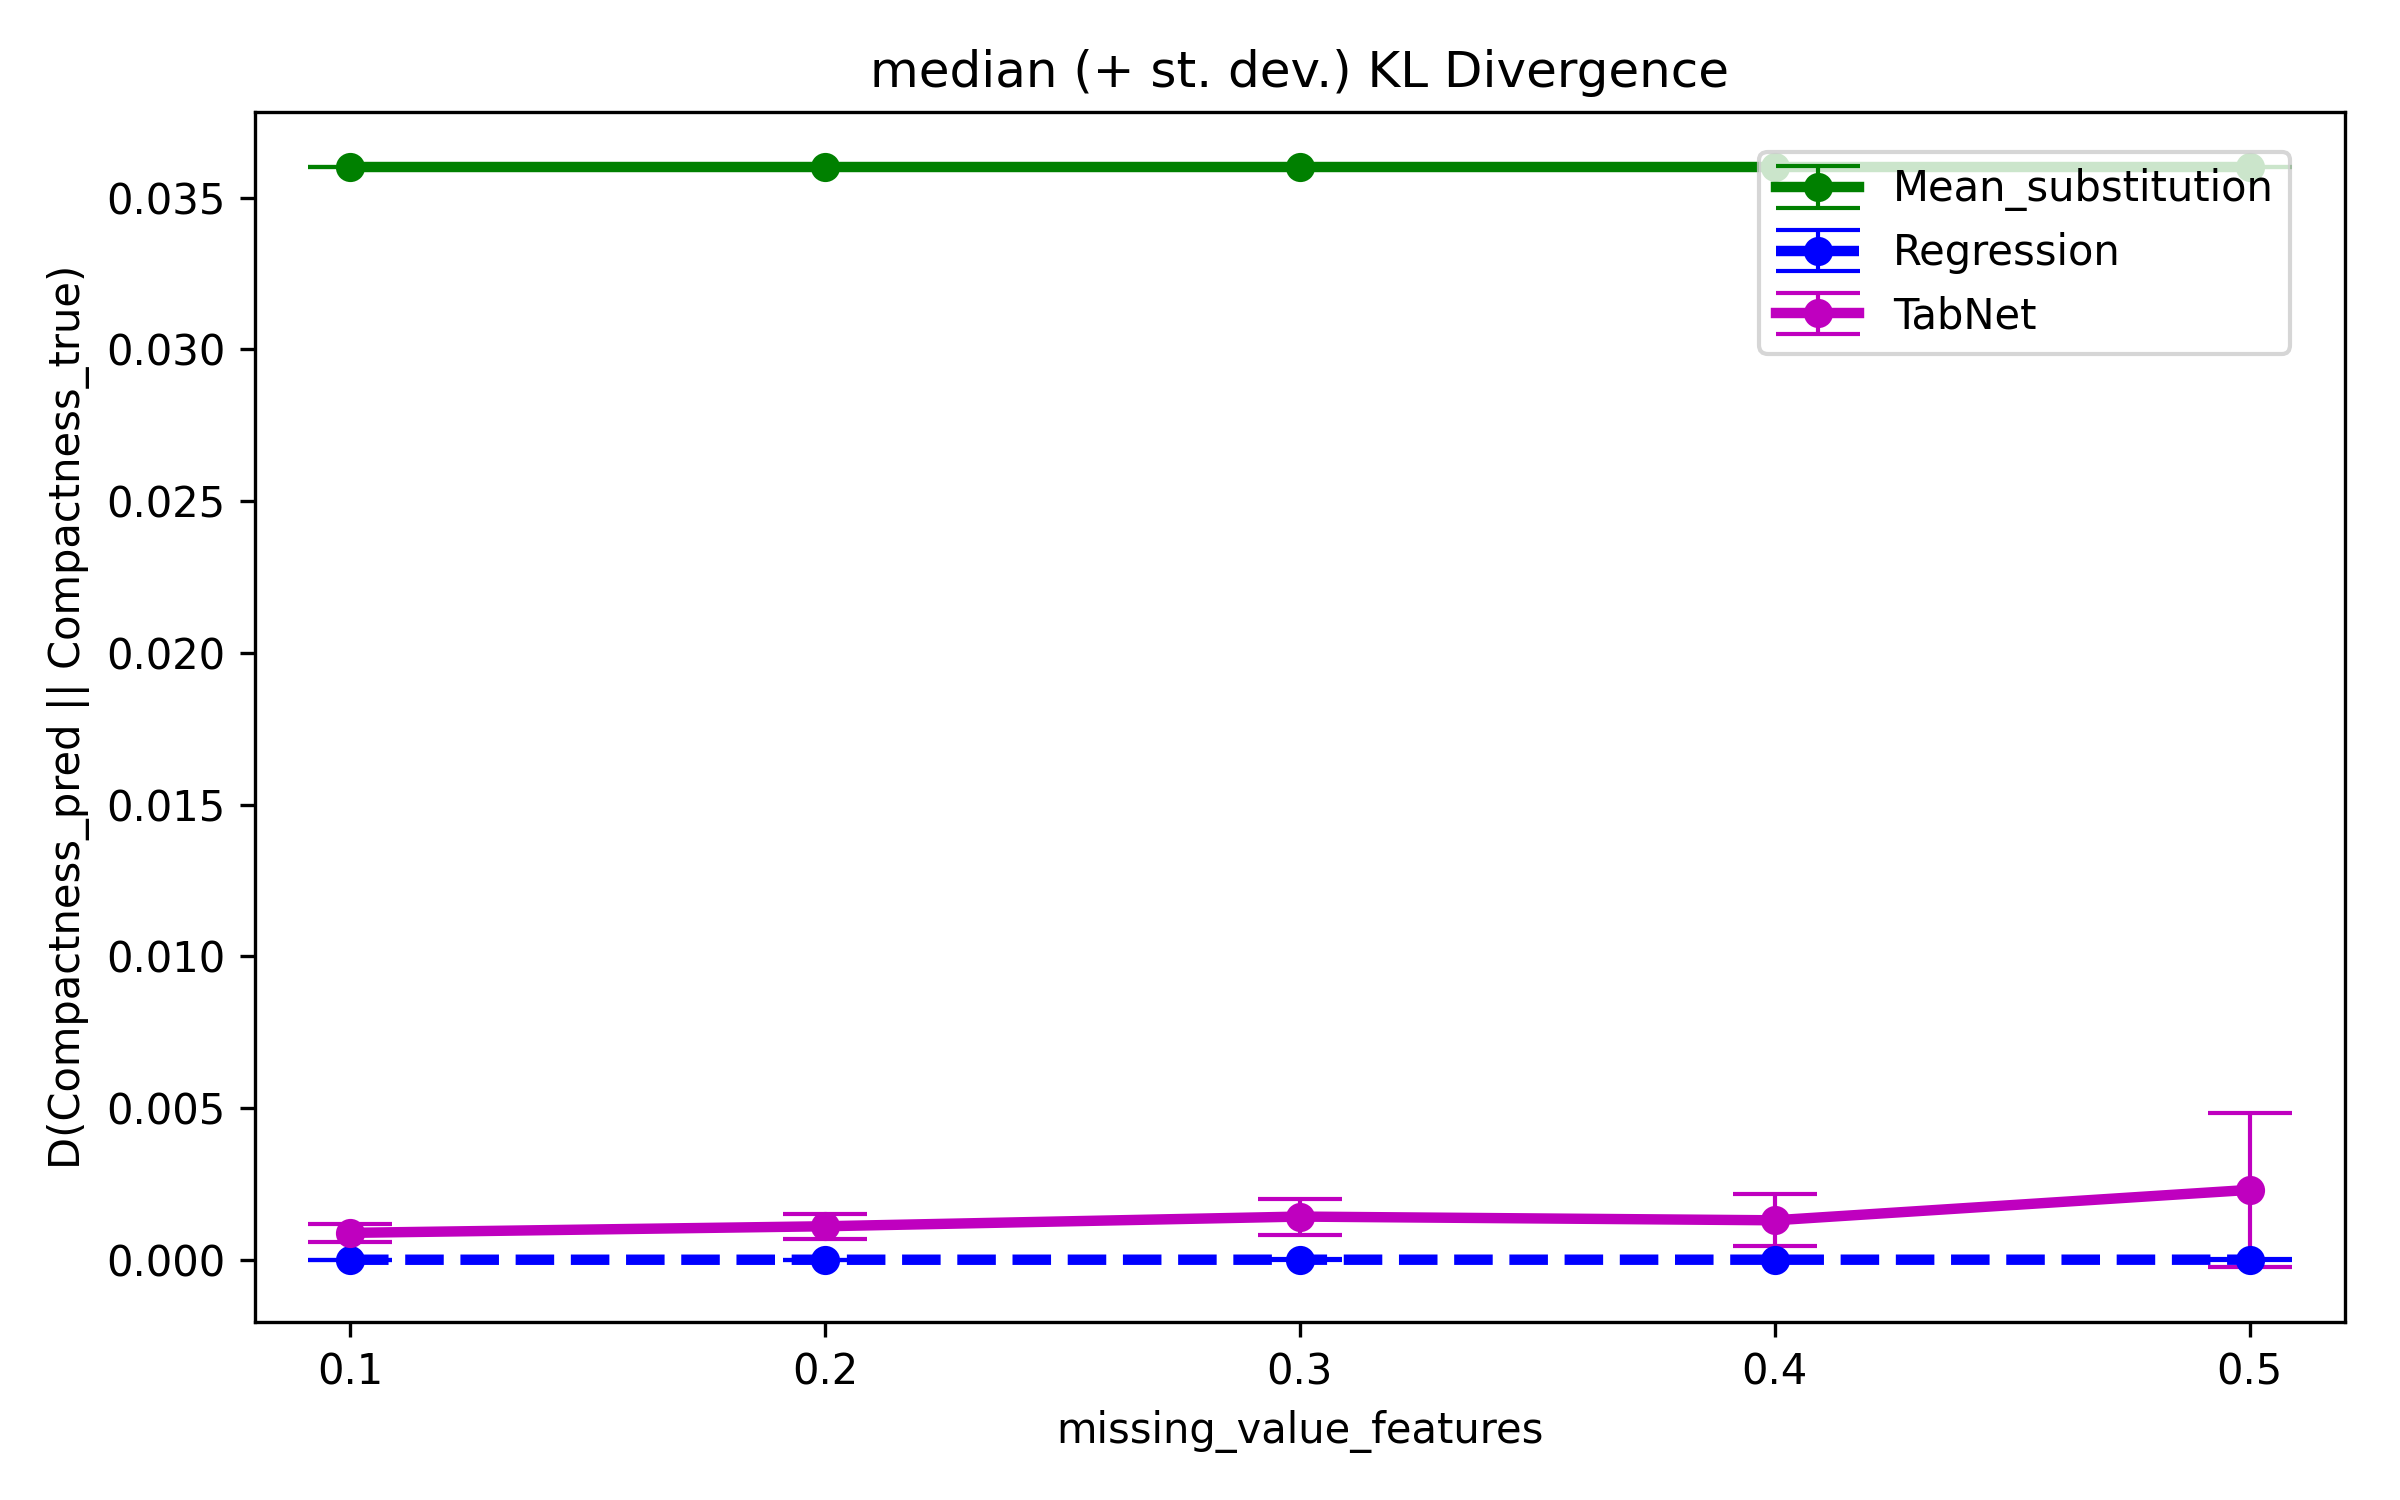 median (+ st. dev.) KL Divergence
D(Compactness_pred || Compactness_true)
0.035
0.030
0.025
0.020
0.015
0.010
0.005
0.000
Mean_substitution
Regression
TabNet
0.1 0.2 0.3 0.4 0.5
missing_value_features